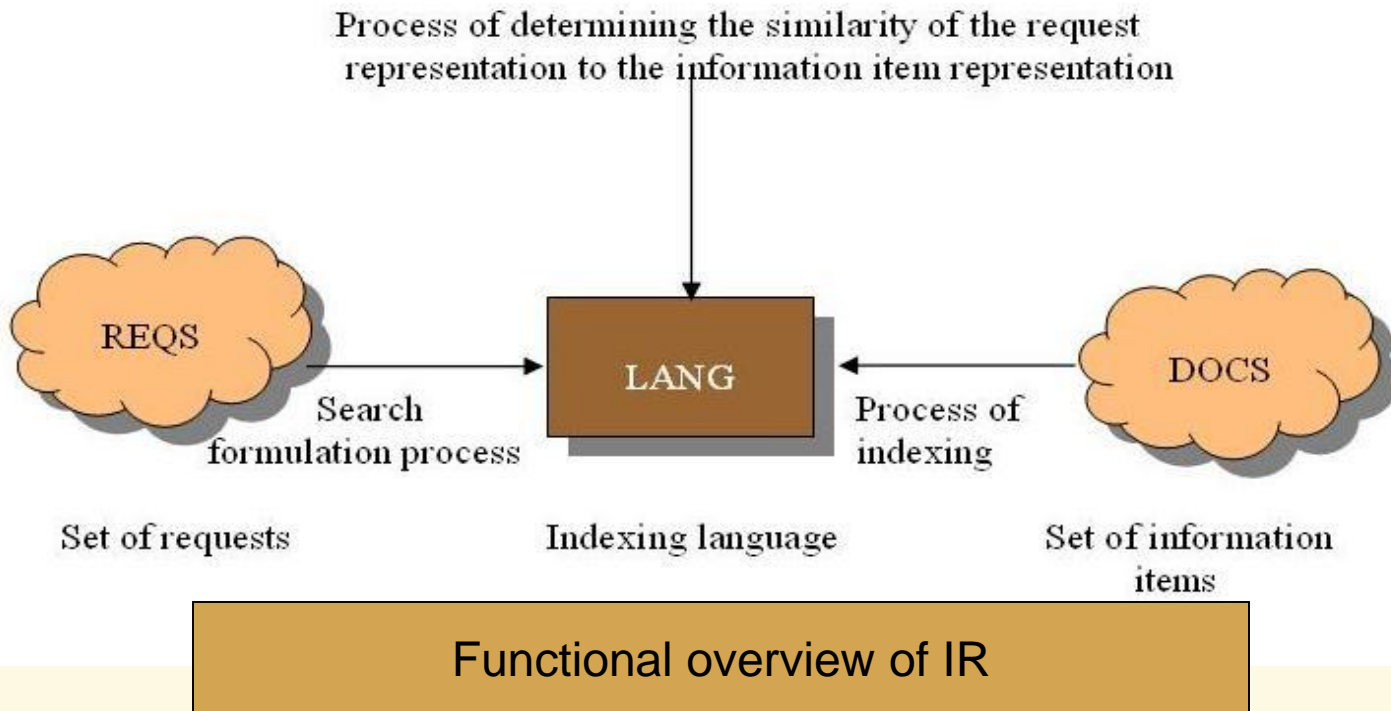 Process of determining the similarity of the request
representation to the information item representation
REQS
LANG
DOCS
Search
formulation process
Process of
indexing
Set of requests
Indexing language
Set of information
items
Functional overview of IR